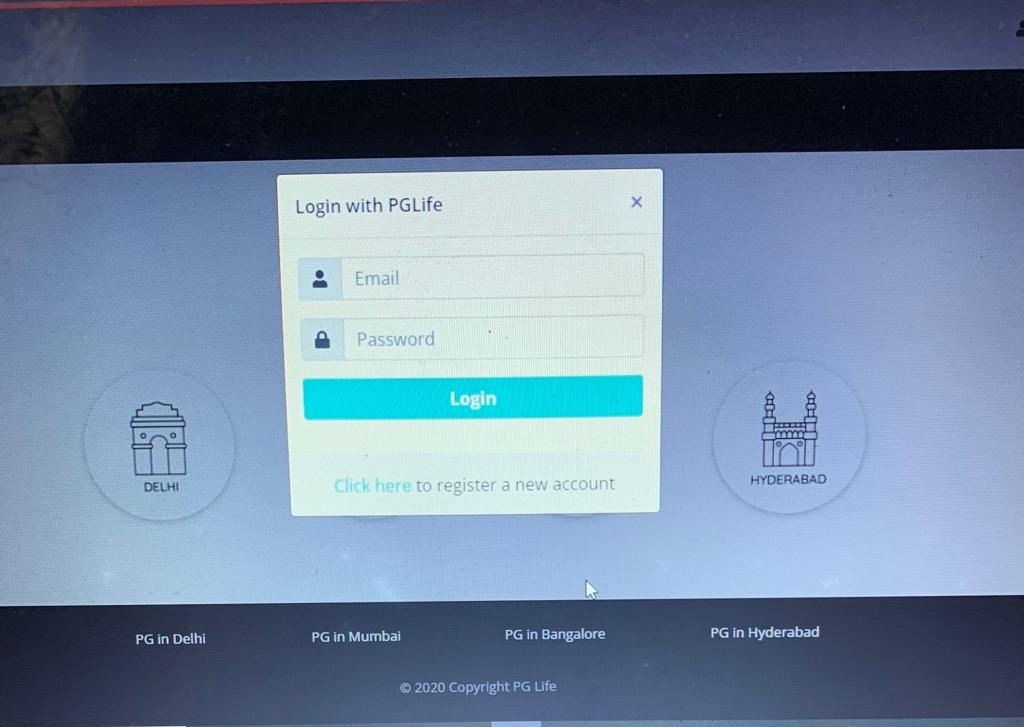 Login with PGLife
×
Email
Password
Login
Click here to register a new account
DELHI
HYDERABAD
PG in Delhi
PG in Mumbai
PG in Bangalore
PG in Hyderabad
© 2020 Copyright PG Life